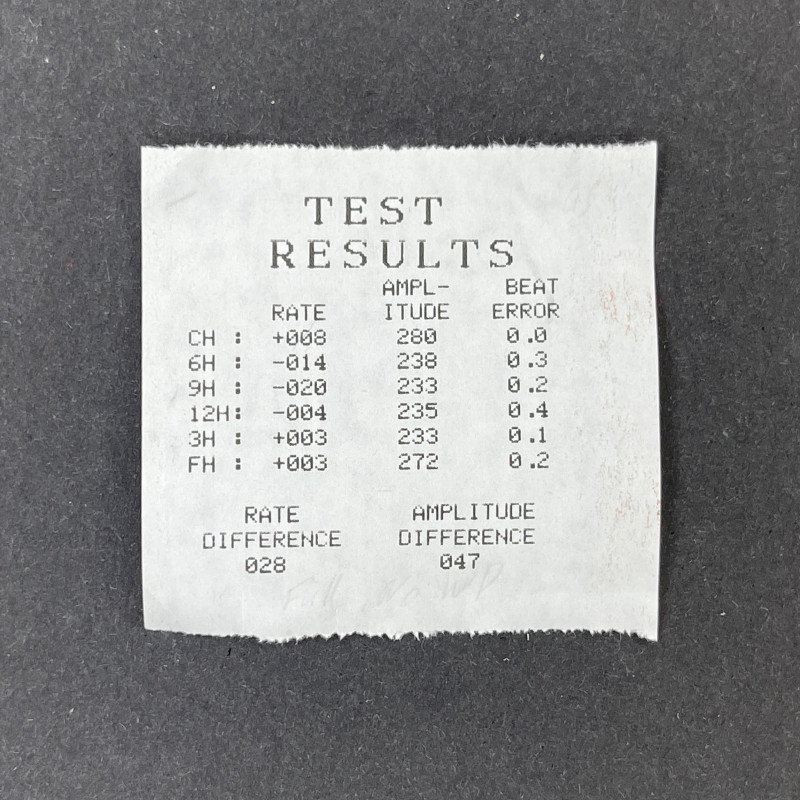 TEST
RESULTS
AMPL- BEAT
RATE ITUDE ERROR
CH : +008 280 0.0
6H : -014 238 0.3
9H : -020 233 0.2
12H: -004 235 0.4
3H : +003 233 0.1
FH : +003 272 0.2
RATE AMPLITUDE
DIFFERENCE DIFFERENCE
028 047